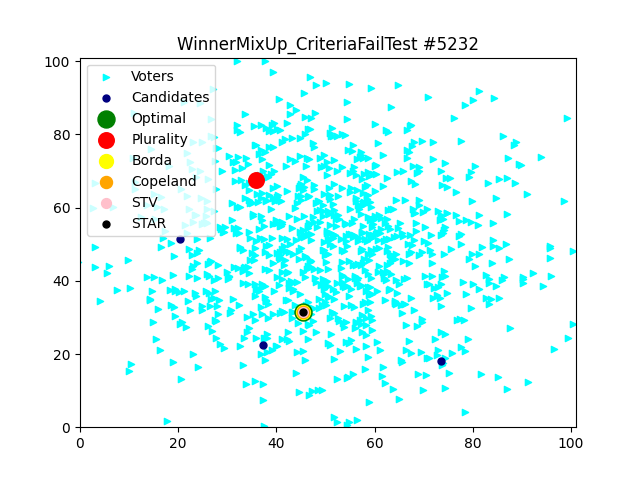 WinnerMixUp_CriteriaFailTest #5232
Voters
Candidates
Optimal
Plurality
Borda
Copeland
STV
STAR
100
80
60
40
20
0
0 20 40 60 80 100